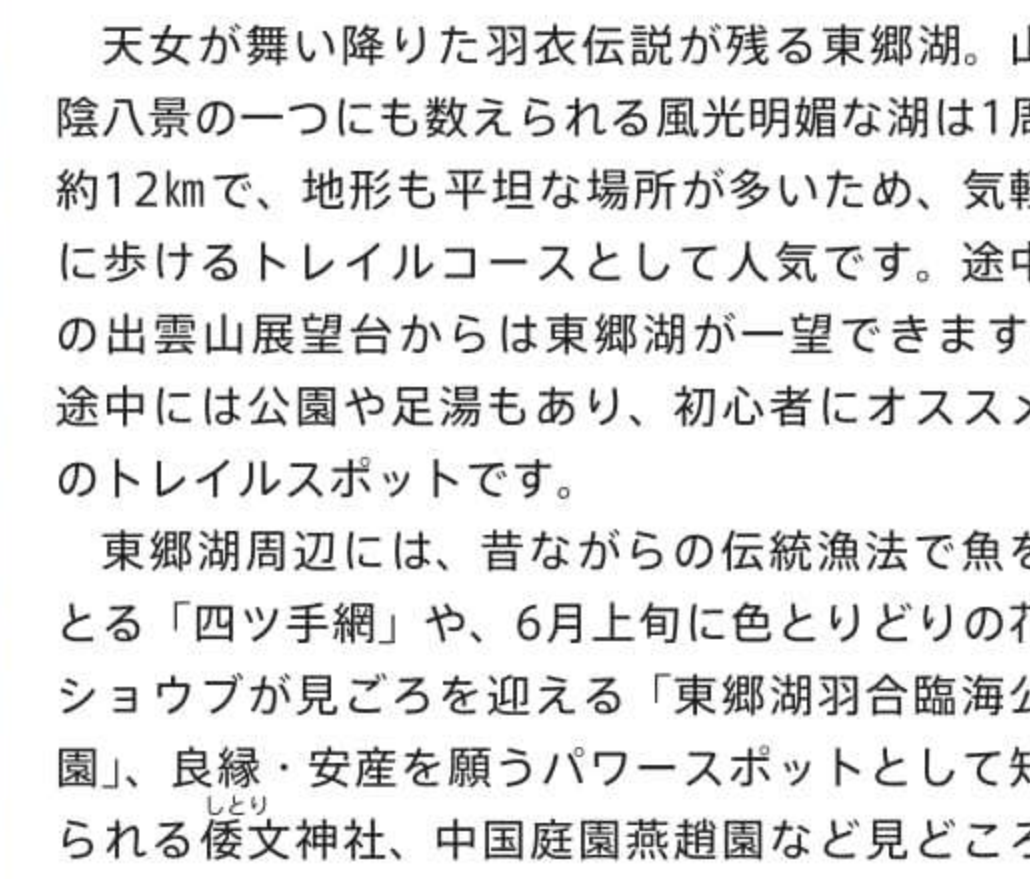 天女が舞い降りた羽衣伝説が残る東郷湖。山
陰八景の一つにも数えられる風光明媚な湖は1周
約12㎞で、地形も平坦な場所が多いため、気軽
に歩けるトレイルコースとして人気です。途中
の出雲山展望台からは東郷湖が一望できます
途中には公園や足湯もあり、初心者にオススメ
のトレイルスポットです。
東郷湖周辺には、昔ながらの伝統漁法で魚を
とる「四ツ手網」や、6月上旬に色とりどりの花
ショウブが見ごろを迎える「東郷湖羽合臨海公
園」、良縁・安産を願うパワースポットとして知
しとり
られる倭文神社、中国庭園燕趙園など見どころ